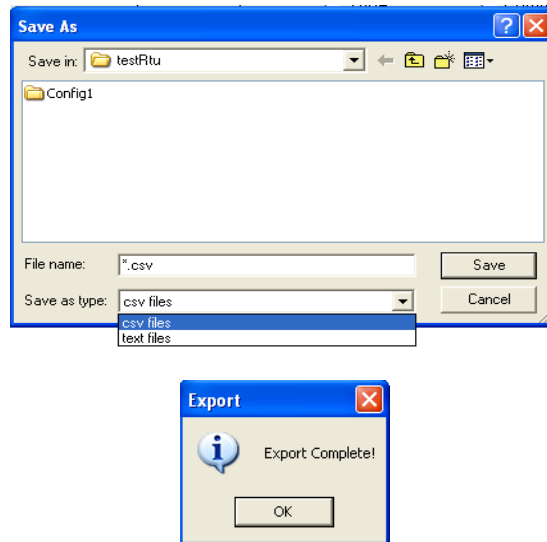 Save As
Save in: testRtu
Config1
File name: *.csv Save
Save as type: csv files Cancel
csv files
text files
Export
Export Complete!
OK